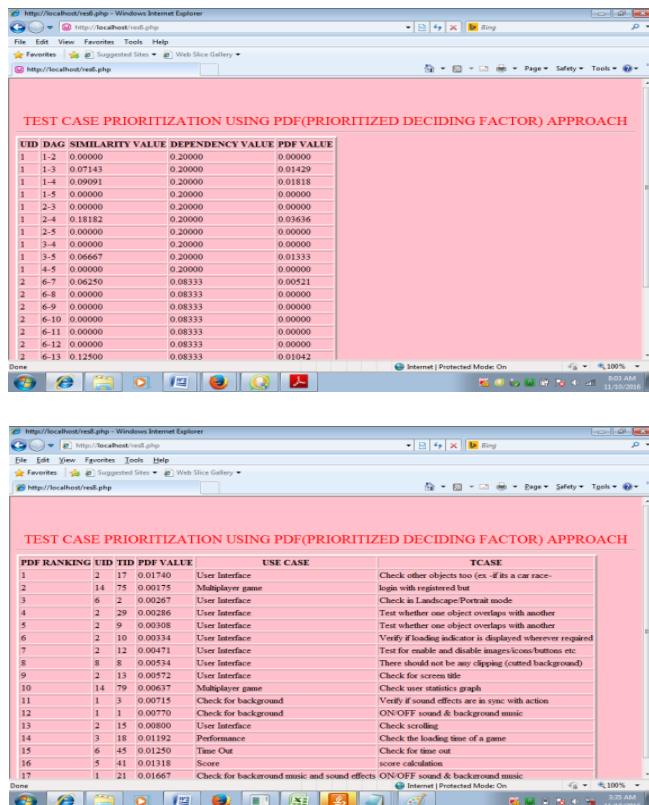 http://localhost/res6.php - Windows Internet Explorer
http://localhost/res6.php
Bing
File Edit View Favorites Tools Help
Favorites Suggested Sites Web Slice Gallery
http://localhost/res6.php
Page Safety Tools
TEST CASE PRIORITIZATION USING PDF(PRIORITIZED DECIDING FACTOR) APPROACH
UID DAG SIMILARITY VALUE DEPENDENCY VALUE PDF VALUE
1 1-2 0.00000 0.20000 0.00000
1 1-3 0.07143 0.20000 0.01429
1 1-4 0.09091 0.20000 0.01818
1 1-5 0.00000 0.20000 0.00000
1 2-3 0.00000 0.20000 0.00000
1 2-4 0.18182 0.20000 0.03636
1 2-5 0.00000 0.20000 0.00000
1 3-4 0.00000 0.20000 0.00000
1 3-5 0.06667 0.20000 0.01333
1 4-5 0.00000 0.20000 0.00000
2 6-7 0.06250 0.08333 0.00521
2 6-8 0.00000 0.08333 0.00000
2 6-9 0.00000 0.08333 0.00000
2 6-10 0.00000 0.08333 0.00000
2 6-11 0.00000 0.08333 0.00000
2 6-12 0.00000 0.08333 0.00000
2 6-13 0.12500 0.08333 0.01042
Done Internet | Protected Mode: On 100%
8:03 AM
11/10/2016
http://localhost/res8.php - Windows Internet Explorer
http://localhost/res8.php
Bing
File Edit View Favorites Tools Help
Favorites Suggested Sites Web Slice Gallery
http://localhost/res8.php
Page Safety Tools
TEST CASE PRIORITIZATION USING PDF(PRIORITIZED DECIDING FACTOR) APPROACH
PDF RANKING UID TID PDF VALUE USE CASE TCASE
1 2 17 0.01740 User Interface Check other objects too (ex -if its a car race-
2 14 75 0.00175 Multiplayer game login with registered but
3 6 2 0.00267 User Interface Check in Landscape/Portrait mode
4 2 29 0.00286 User Interface Test whether one object overlaps with another
5 2 9 0.00308 User Interface Test whether one object overlaps with another
6 2 10 0.00334 User Interface Verify if loading indicator is displayed wherever required
7 2 12 0.00471 User Interface Test for enable and disable images/icons/buttons etc
8 8 8 0.00534 User Interface There should not be any clipping (cutted background)
9 2 13 0.00572 User Interface Check for screen title
10 14 79 0.00637 Multiplayer game Check user statistics graph
11 1 3 0.00715 Check for background Verify if sound effects are in sync with action
12 1 1 0.00770 Check for background ON/OFF sound & background music
13 2 15 0.00800 User Interface Check scrolling
14 3 18 0.01192 Performance Check the loading time of a game
15 6 45 0.01250 Time Out Check for time out
16 5 41 0.01318 Score score calculation
17 1 21 0.01667 Check for background music and sound effects ON/OFF sound & background music
Done Internet | Protected Mode: On 100%
3:35 AM